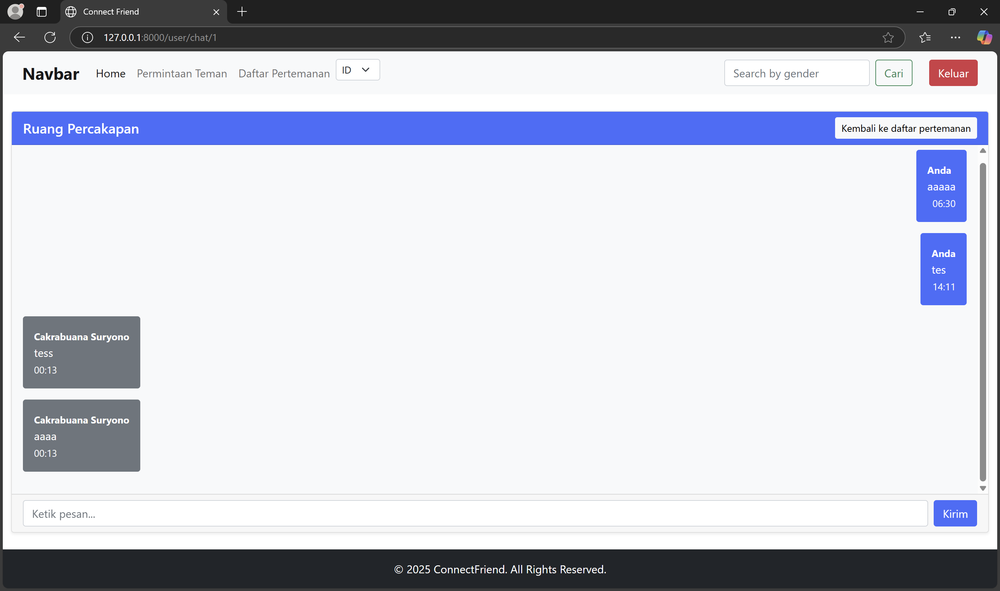 Connect Friend
127.0.0.1:8000/user/chat/1
Navbar Home Permintaan Teman Daftar Pertemanan ID Search by gender Cari Keluar
Ruang Percakapan Kembali ke daftar pertemanan
Anda
aaaaa
06:30
Anda
tes
14:11
Cakrabuana Suryono
tess
00:13
Cakrabuana Suryono
aaaa
00:13
Ketik pesan... Kirim
© 2025 ConnectFriend. All Rights Reserved.